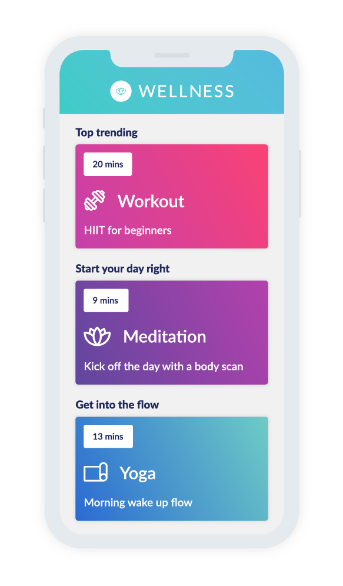 WELLNESS
Top trending
20 mins
Workout
HIIT for beginners
Start your day right
9 mins
Meditation
Kick off the day with a body scan
Get into the flow
13 mins
Yoga
Morning wake up flow